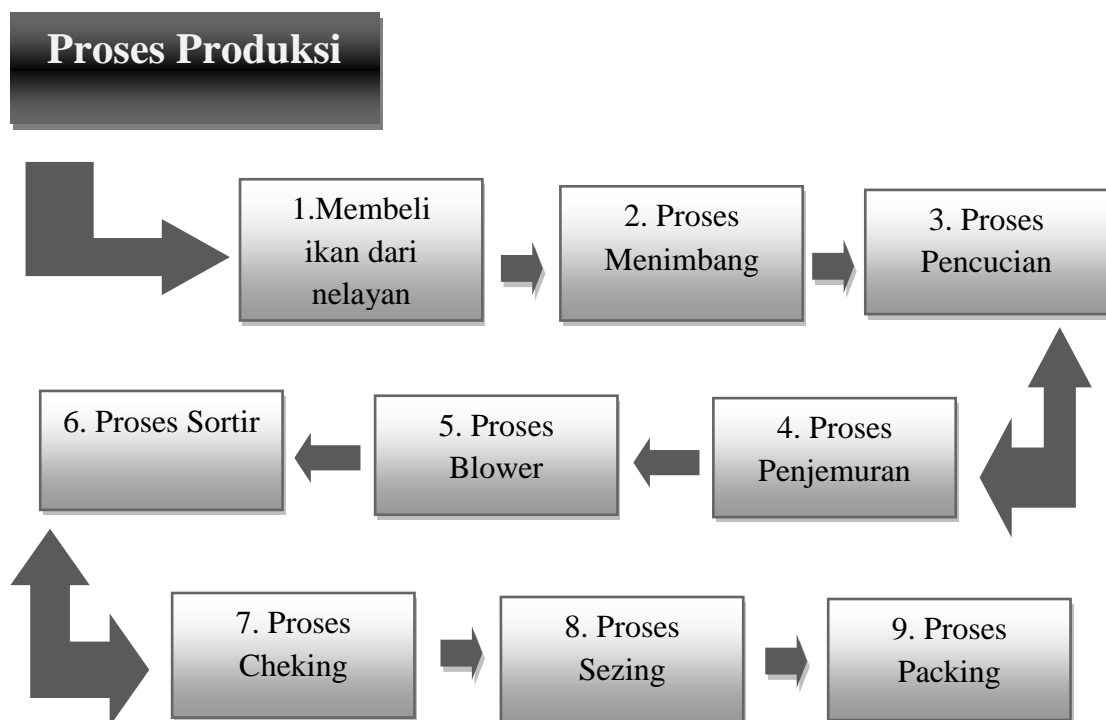 Proses Produksi
1.Membeli
ikan dari
nelayan
2. Proses
Menimbang
3. Proses
Pencucian
6. Proses Sortir
5. Proses
Blower
4. Proses
Penjemuran
7. Proses
Cheking
8. Proses
Sezing
9. Proses
Packing